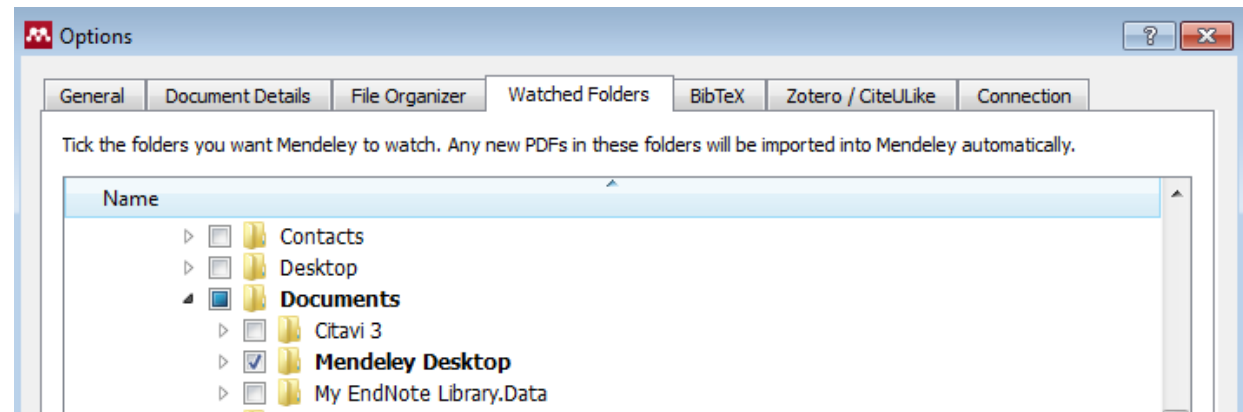 Options
General Document Details File Organizer Watched Folders BibTeX Zotero / CiteULike Connection
Tick the folders you want Mendeley to watch. Any new PDFs in these folders will be imported into Mendeley automatically.
Name
Contacts
Desktop
Documents
Citavi 3
Mendeley Desktop
My EndNote Library.Data